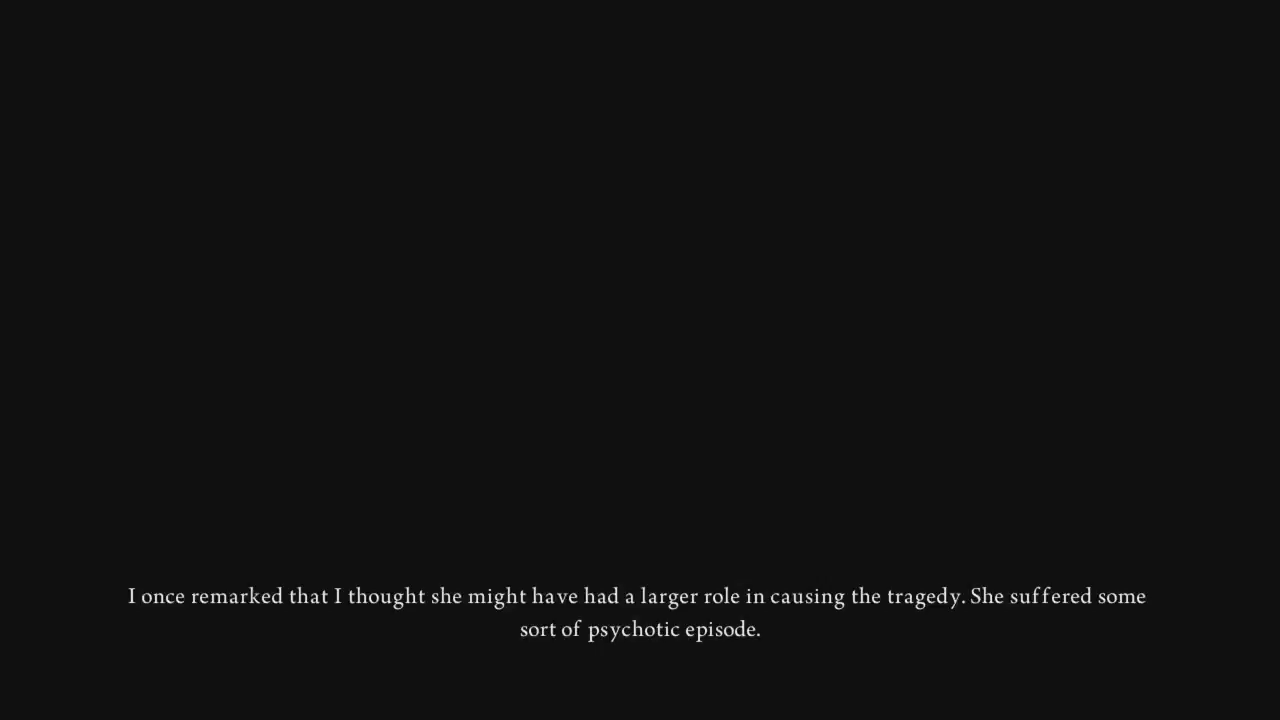 I once remarked that I thought she might have had a larger role in causing the tragedy. She suffered some
sort of psychotic episode.